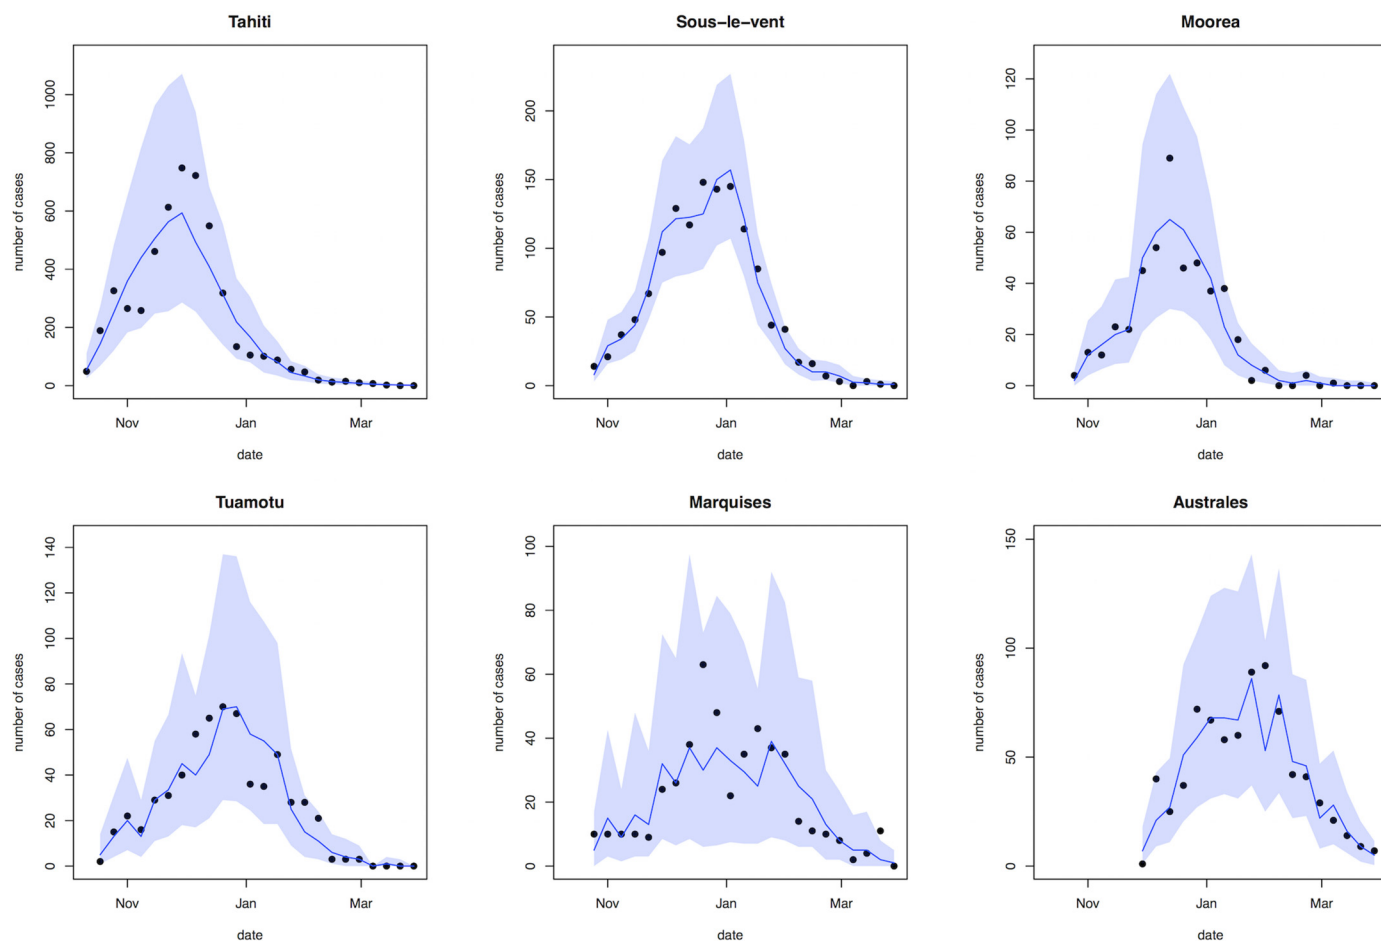 Tahiti
number of cases
1000
800
600
400
200
0
Nov Jan Mar
date
Sous−le−vent
number of cases
200
150
100
50
0
Nov Jan Mar
date
Moorea
number of cases
120
100
80
60
40
20
0
Nov Jan Mar
date
Tuamotu
number of cases
140
120
100
80
60
40
20
0
Nov Jan Mar
date
Marquises
number of cases
100
80
60
40
20
0
Nov Jan Mar
date
Australes
number of cases
150
100
50
0
Nov Jan Mar
date